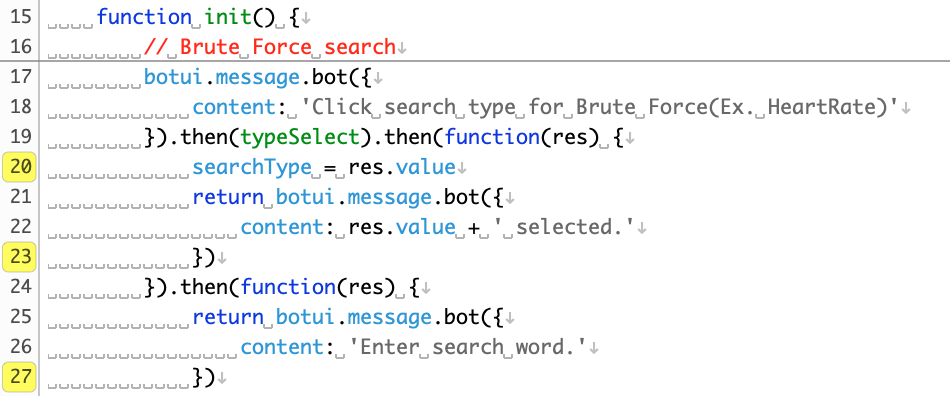 15     function init() {
16         // Brute Force search
17         botui.message.bot({
18             content: 'Click search type for Brute Force(Ex. HeartRate)'
19         }).then(typeSelect).then(function(res) {
20             searchType = res.value
21             return botui.message.bot({
22                 content: res.value + ' selected.'
23             })
24         }).then(function(res) {
25             return botui.message.bot({
26                 content: 'Enter search word.'
27             })